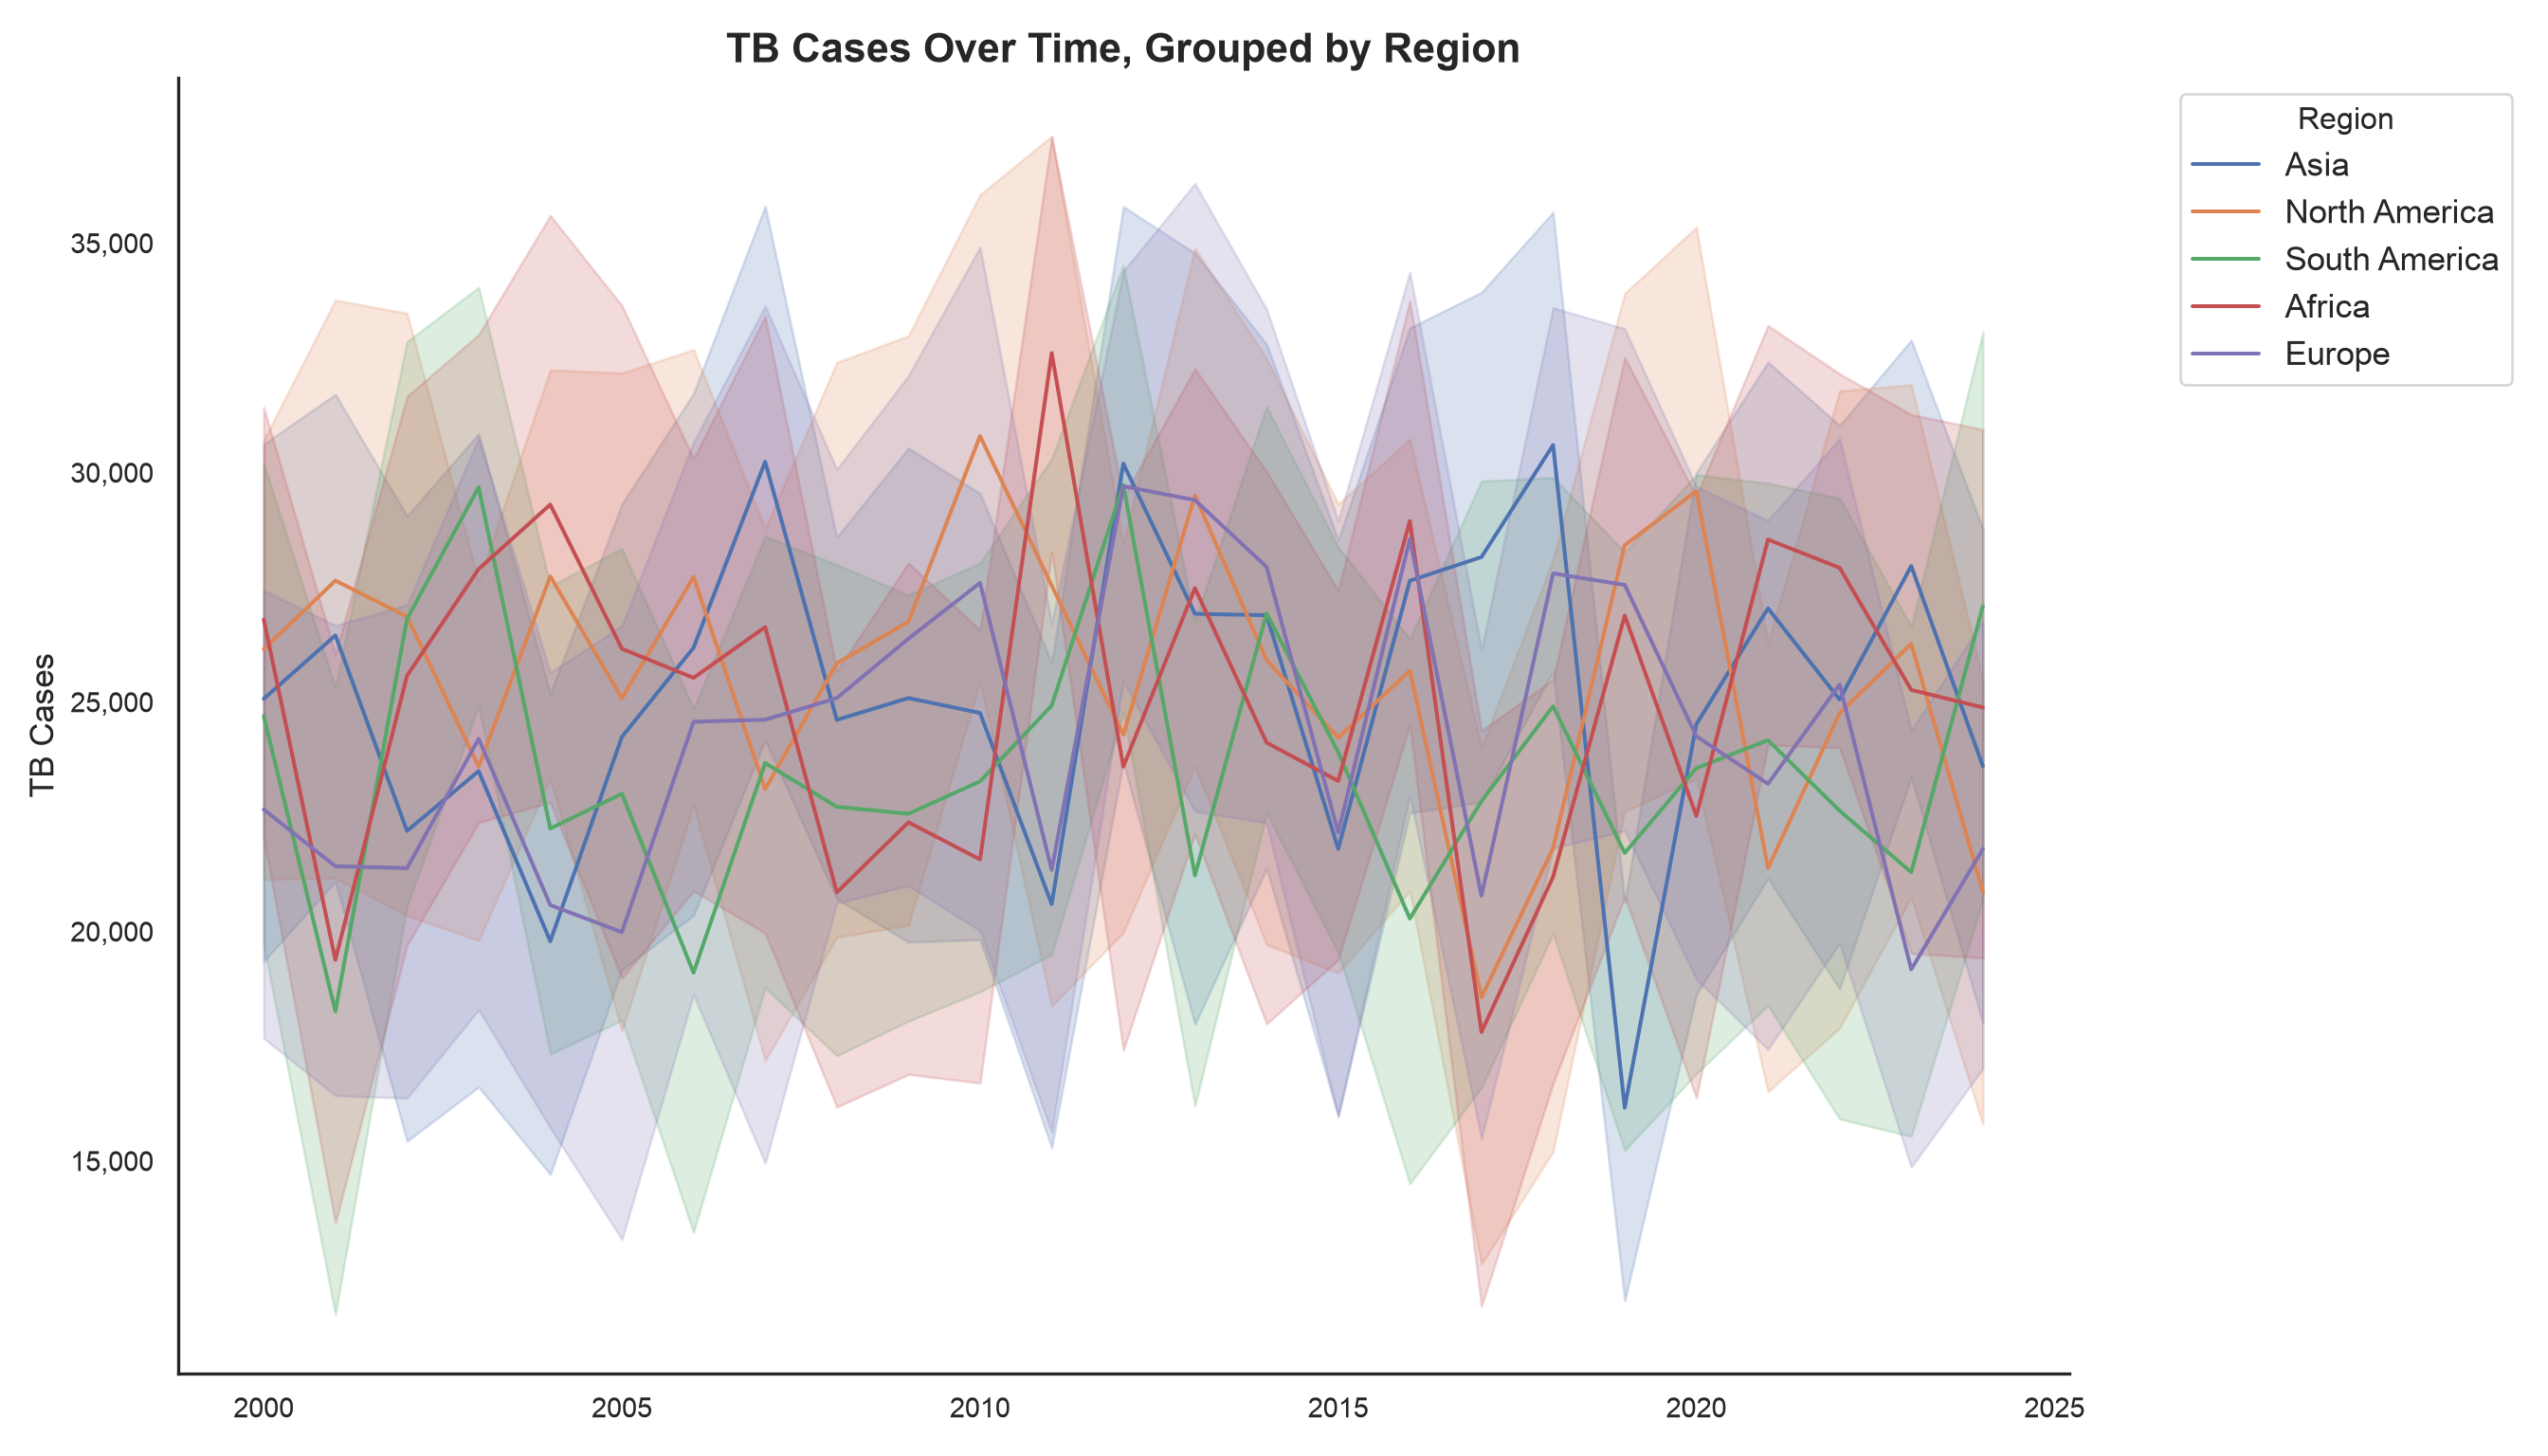 TB Cases Over Time, Grouped by Region
Region
Asia
North America
South America
Africa
Europe
TB Cases
35,000
30,000
25,000
20,000
15,000
2000
2005
2010
2015
2020
2025